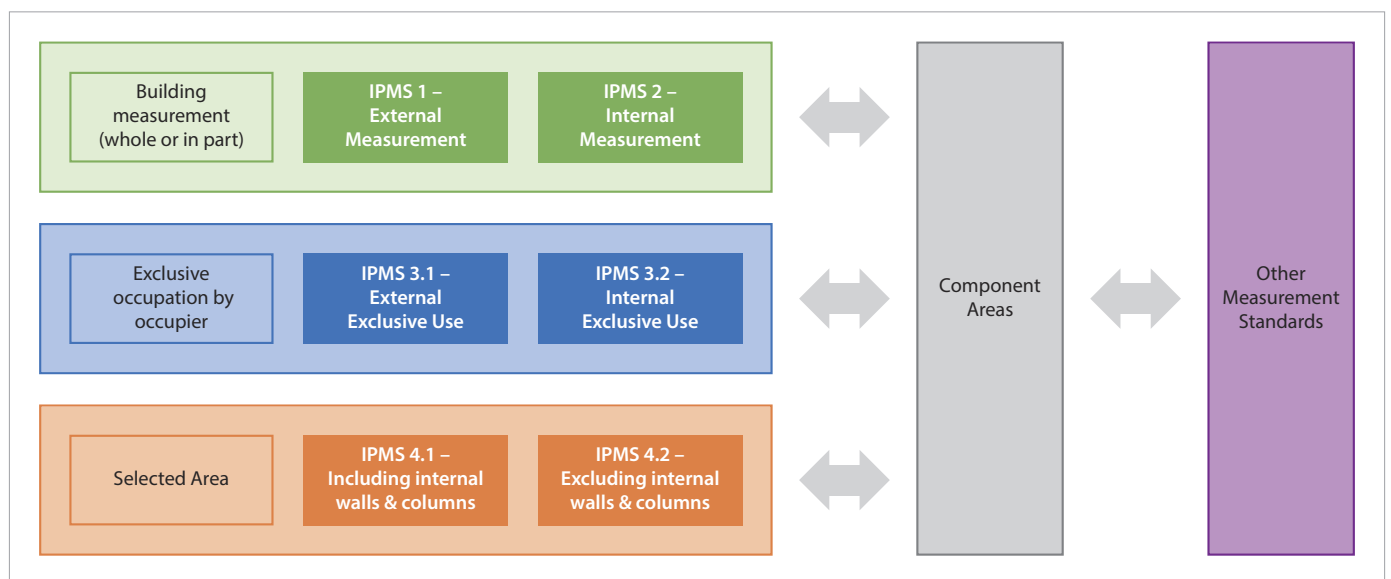 Building
measurement
(whole or in part)
IPMS 1 –
External
Measurement
IPMS 2 –
Internal
Measurement
Exclusive
occupation by
occupier
IPMS 3.1 –
External
Exclusive Use
IPMS 3.2 –
Internal
Exclusive Use
Selected Area
IPMS 4.1 –
Including internal
walls & columns
IPMS 4.2 –
Excluding internal
walls & columns
Component
Areas
Other
Measurement
Standards